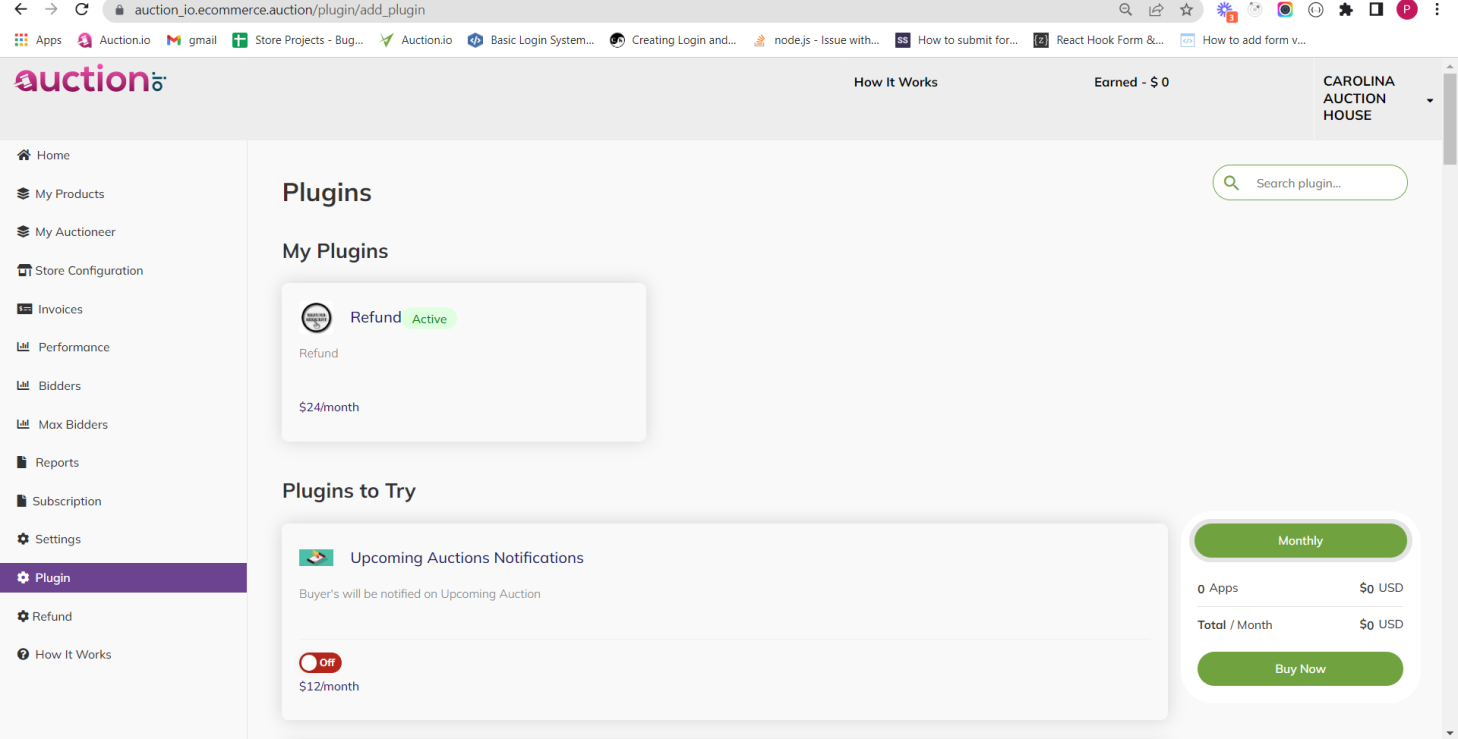 auction_io.ecommerce.auction/plugin/add_plugin
3
P
Apps
Auction.io
gmail
Store Projects - Bug...
Auction.io
Basic Login System...
Creating Login and...
node.js - Issue with...
SS
How to submit for...
React Hook Form &...
How to add form v...
auction.io
How It Works
Earned - $ 0
CAROLINA
AUCTION
HOUSE
Home
My Products
My Auctioneer
Store Configuration
Invoices
Performance
Bidders
Max Bidders
Reports
Subscription
Settings
Plugin
Refund
How It Works
Plugins
Search plugin...
My Plugins
Refund Active
Refund
$24/month
Plugins to Try
Upcoming Auctions Notifications
Buyer's will be notified on Upcoming Auction
Off
$12/month
Monthly
0 Apps $0 USD
Total / Month $0 USD
Buy Now